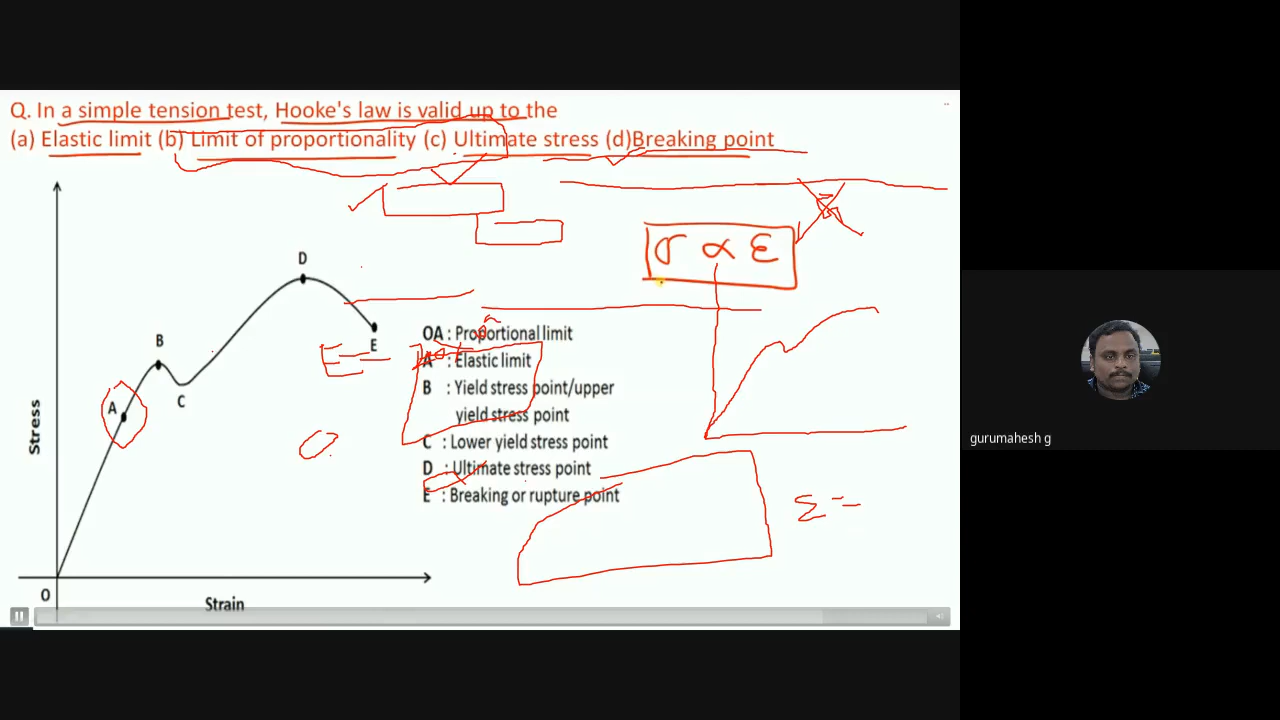 Q. In a simple tension test, Hooke's law is valid up to the
(a) Elastic limit (b) Limit of proportionality (c) Ultimate stress (d)Breaking point
σ ∝ ε
D
B
E
A
C
OA : Proportional limit
A : Elastic limit
B : Yield stress point/upper
yield stress point
C : Lower yield stress point
D : Ultimate stress point
E : Breaking or rupture point
E =
Σ =
Stress
O
Strain
gurumahesh g